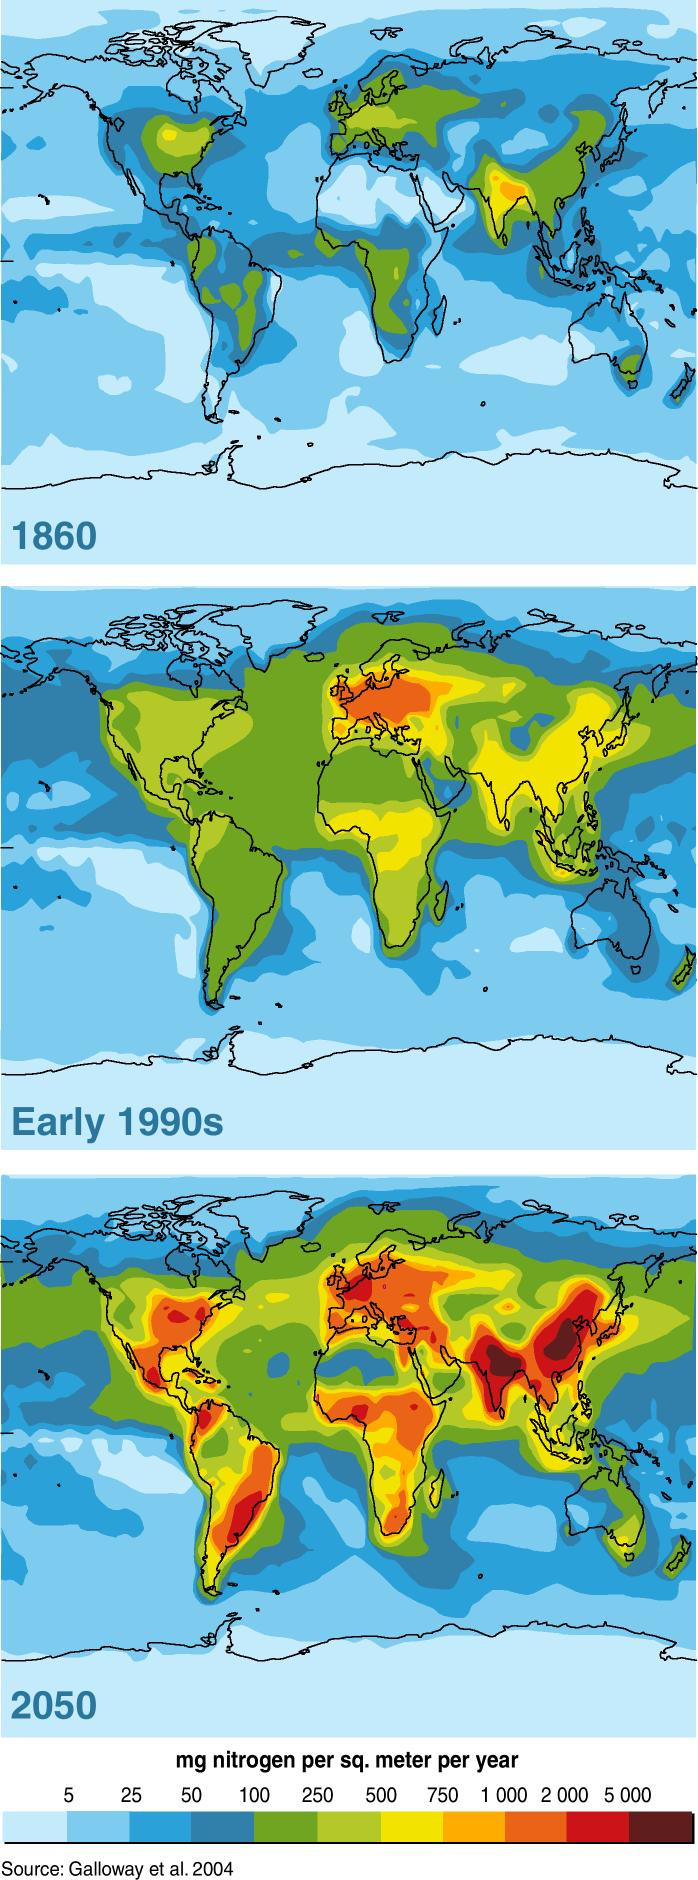 1860
Early 1990s
2050
mg nitrogen per sq. meter per year
5 25 50 100 250 500 750 1 000 2 000 5 000
Source: Galloway et al. 2004